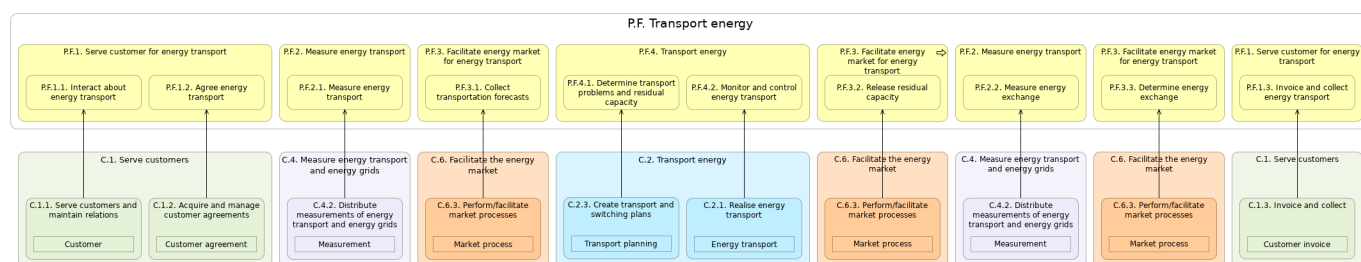 P.F. Transport energy
P.F.1. Serve customer for energy transport
P.F.1.1. Interact about
energy transport
P.F.1.2. Agree energy
transport
P.F.2. Measure energy transport
P.F.2.1. Measure energy
transport
P.F.3. Facilitate energy market
for energy transport
P.F.3.1. Collect
transportation forecasts
P.F.4. Transport energy
P.F.4.1. Determine transport
problems and residual
capacity
P.F.4.2. Monitor and control
energy transport
P.F.3. Facilitate energy
market for energy
transport
P.F.3.2. Release residual
capacity
P.F.2. Measure energy transport
P.F.2.2. Measure energy
exchange
P.F.3. Facilitate energy market
for energy transport
P.F.3.3. Determine energy
exchange
P.F.1. Serve customer for energy
transport
P.F.1.3. Invoice and collect
energy transport
C.1. Serve customers
C.1.1. Serve customers and
maintain relations
Customer
C.1.2. Acquire and manage
customer agreements
Customer agreement
C.4. Measure energy transport
and energy grids
C.4.2. Distribute
measurements of energy
transport and energy grids
Measurement
C.6. Facilitate the energy
market
C.6.3. Perform/facilitate
market processes
Market process
C.2. Transport energy
C.2.3. Create transport and
switching plans
Transport planning
C.2.1. Realise energy
transport
Energy transport
C.6. Facilitate the energy
market
C.6.3. Perform/facilitate
market processes
Market process
C.4. Measure energy transport
and energy grids
C.4.2. Distribute
measurements of energy
transport and energy grids
Measurement
C.6. Facilitate the energy
market
C.6.3. Perform/facilitate
market processes
Market process
C.1. Serve customers
C.1.3. Invoice and collect
Customer invoice